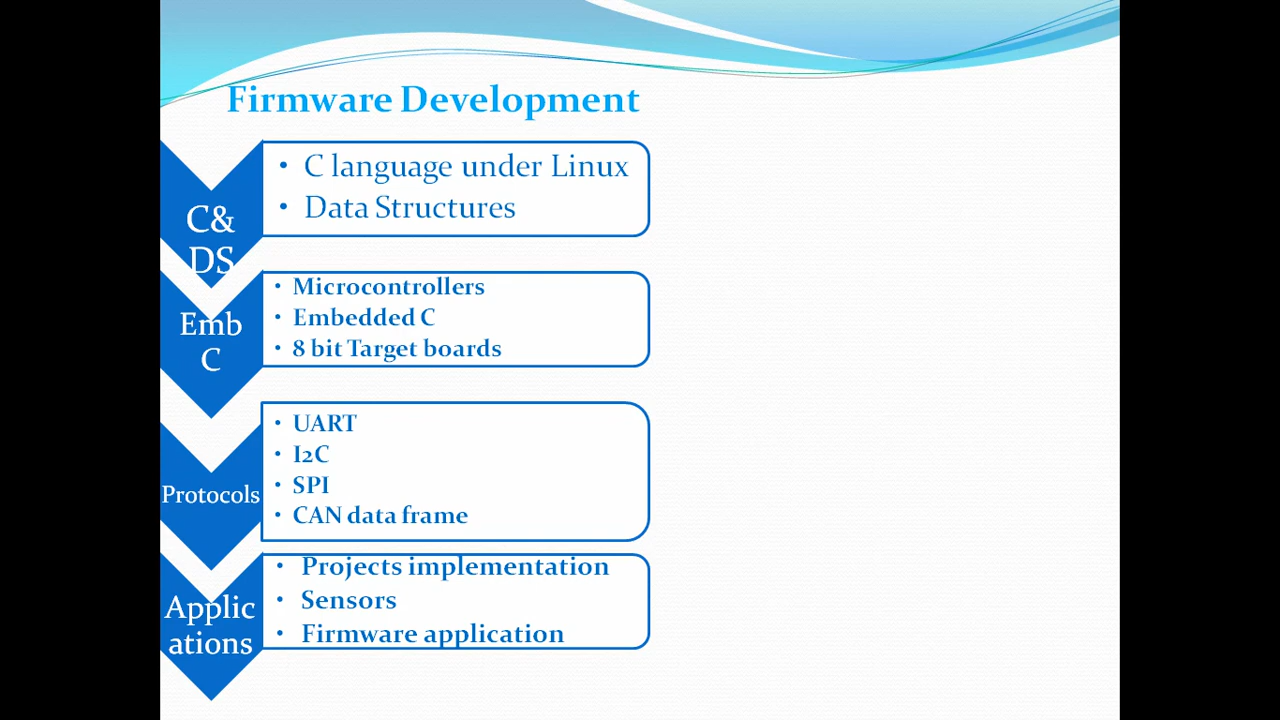 Firmware Development
C&
DS
• C language under Linux
• Data Structures
Emb
C
• Microcontrollers
• Embedded C
• 8 bit Target boards
Protocols
• UART
• I2C
• SPI
• CAN data frame
Applic
ations
• Projects implementation
• Sensors
• Firmware application